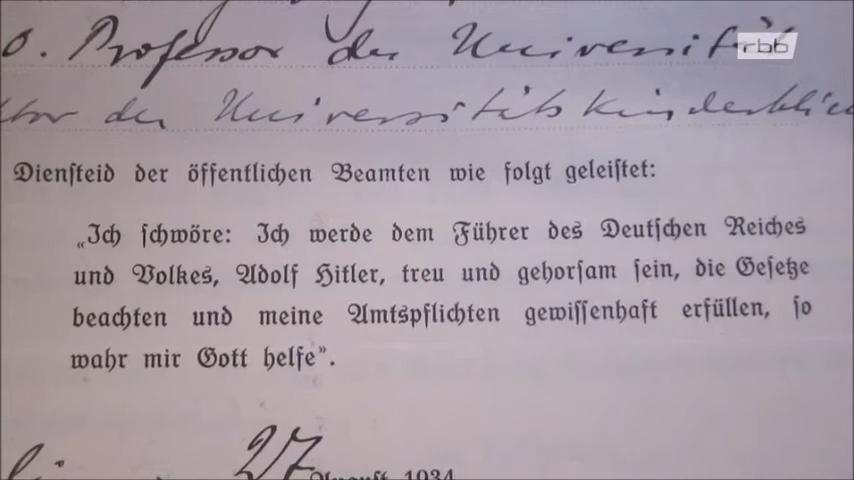 o. Professor der Universität
rbb
der Universitätskinderklin
Dienſteid der öffentlichen Beamten wie folgt geleiſtet:
„Ich ſchwöre: Ich werde dem Führer des Deutſchen Reiches
und Volkes, Adolf Hitler, treu und gehorſam ſein, die Geſetze
beachten und meine Amtspflichten gewiſſenhaft erfüllen, ſo
wahr mir Gott helfe”.
27 Auguſt 1934